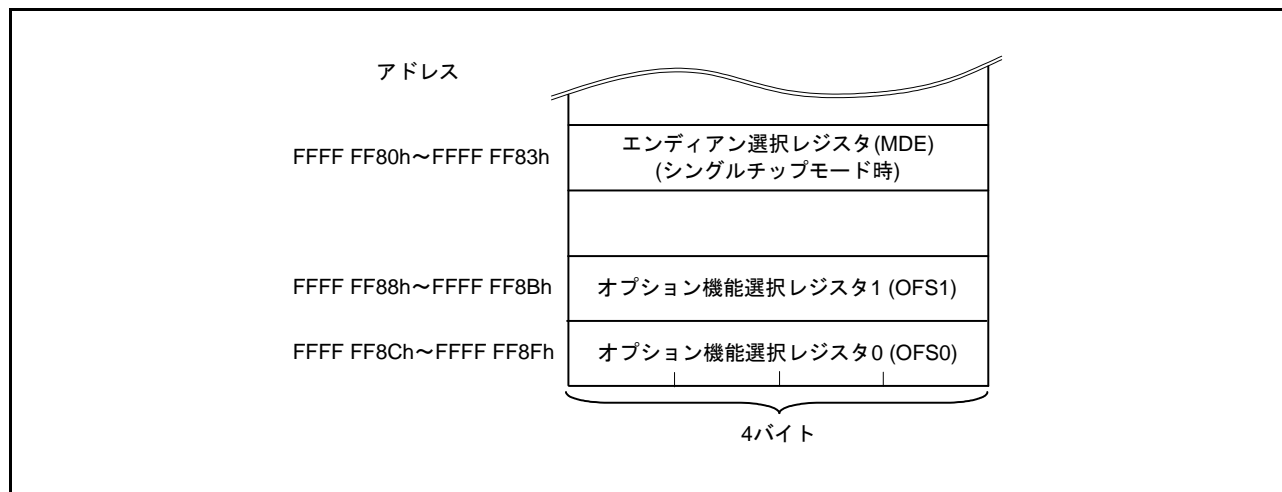 アドレス
FFFF FF80h～FFFF FF83h
エンディアン選択レジスタ(MDE)
(シングルチップモード時)
FFFF FF88h～FFFF FF8Bh
オプション機能選択レジスタ1 (OFS1)
FFFF FF8Ch～FFFF FF8Fh
オプション機能選択レジスタ0 (OFS0)
4バイト